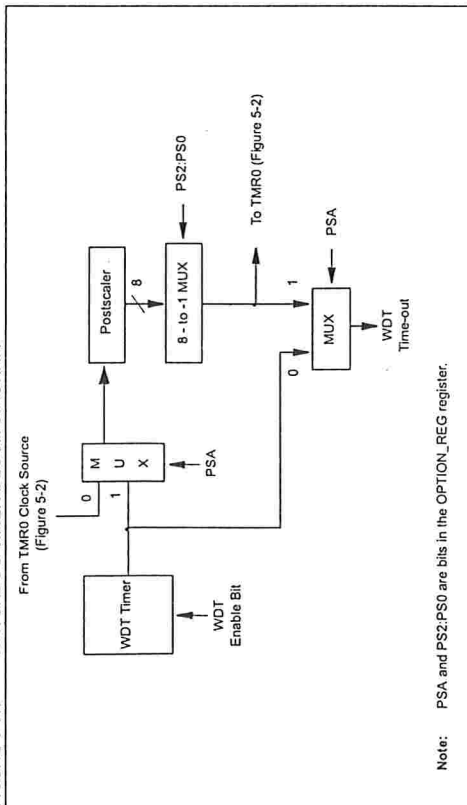 From TMR0 Clock Source
(Figure 5-2)
0
1
M
U
X
PSA
WDT Timer
WDT
Enable Bit
Postscaler
8
8 - to -1 MUX
PS2:PS0
To TMR0 (Figure 5-2)
0
1
MUX
PSA
WDT
Time-out
Note: PSA and PS2:PS0 are bits in the OPTION_REG register.